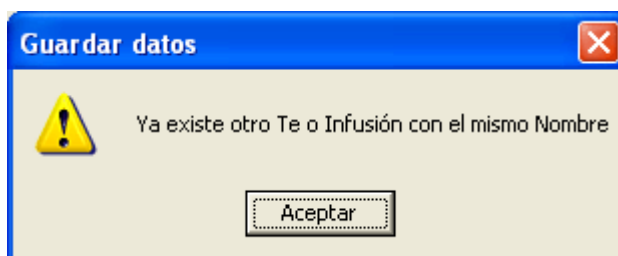 Guardar datos
Ya existe otro Te o Infusión con el mismo Nombre
Aceptar